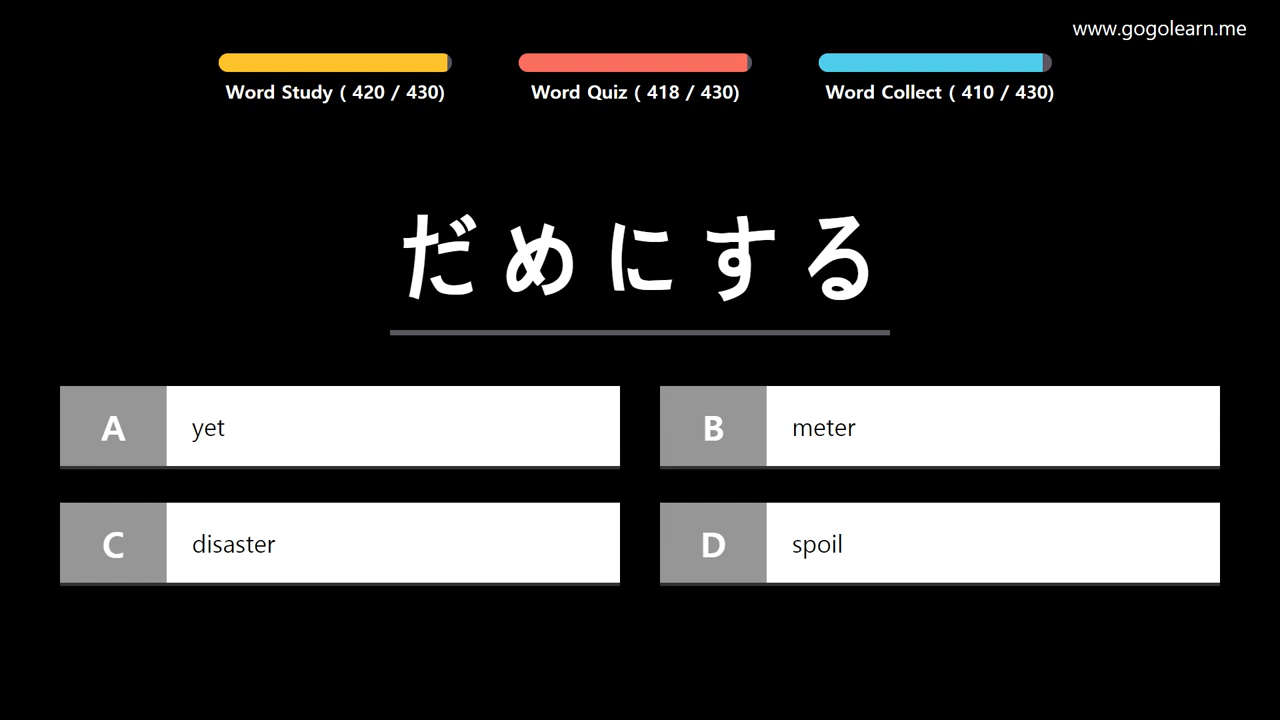 www.gogolearn.me
Word Study ( 420 / 430)
Word Quiz ( 418 / 430)
Word Collect ( 410 / 430)
だめにする
A yet
B meter
C disaster
D spoil